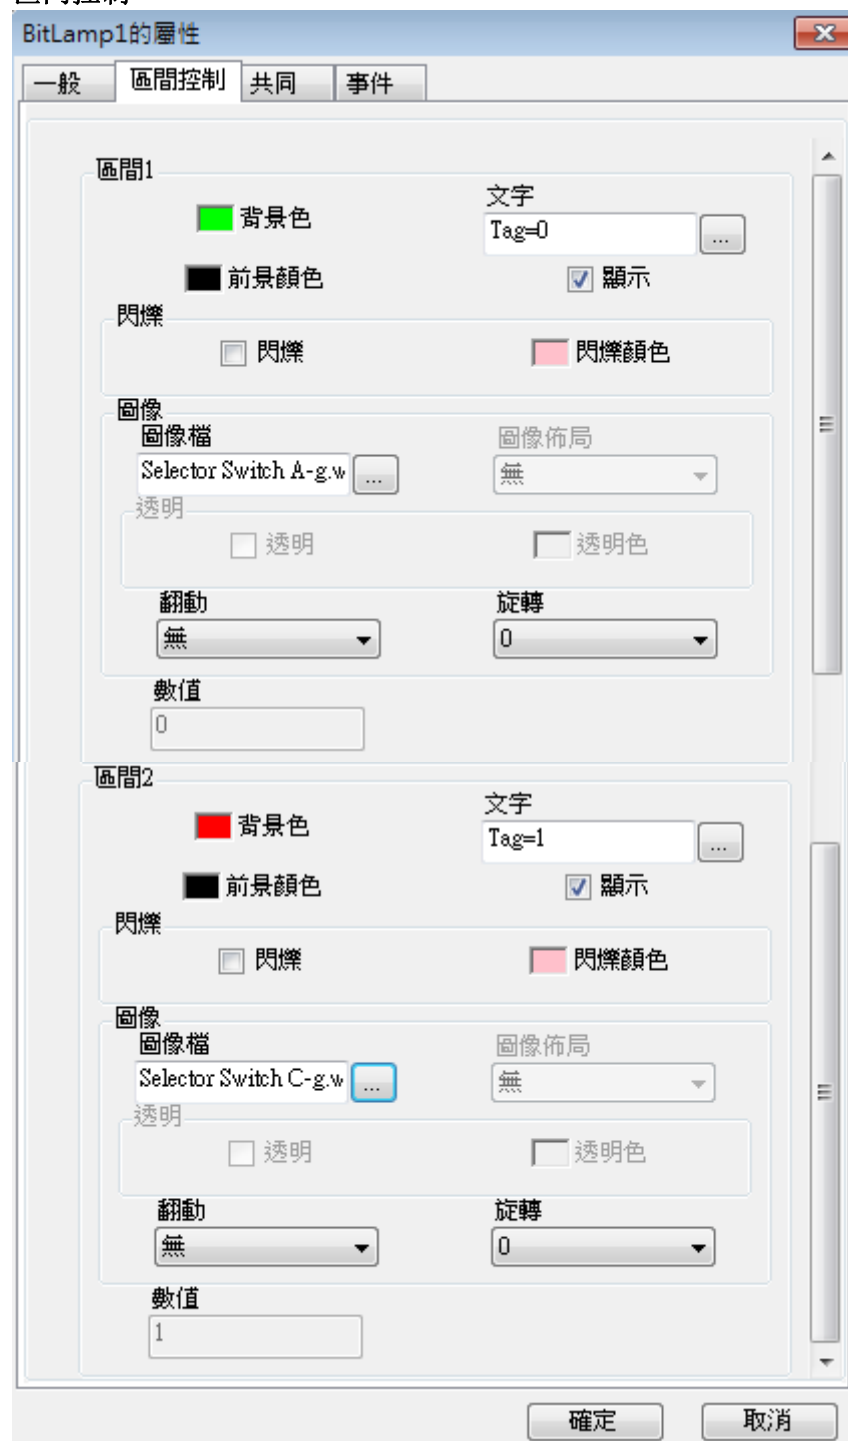 BitLamp1的屬性
一般 區間控制 共同 事件
區間1
文字
背景色
Tag=0 ...
前景顏色 顯示
閃爍
閃爍 閃爍顏色
圖像
圖像檔 圖像佈局
Selector Switch A-g.w ... 無
透明
透明 透明色
翻動 旋轉
無 0
數值
0
區間2
文字
背景色
Tag=1 ...
前景顏色 顯示
閃爍
閃爍 閃爍顏色
圖像
圖像檔 圖像佈局
Selector Switch C-g.w ... 無
透明
透明 透明色
翻動 旋轉
無 0
數值
1
確定 取消